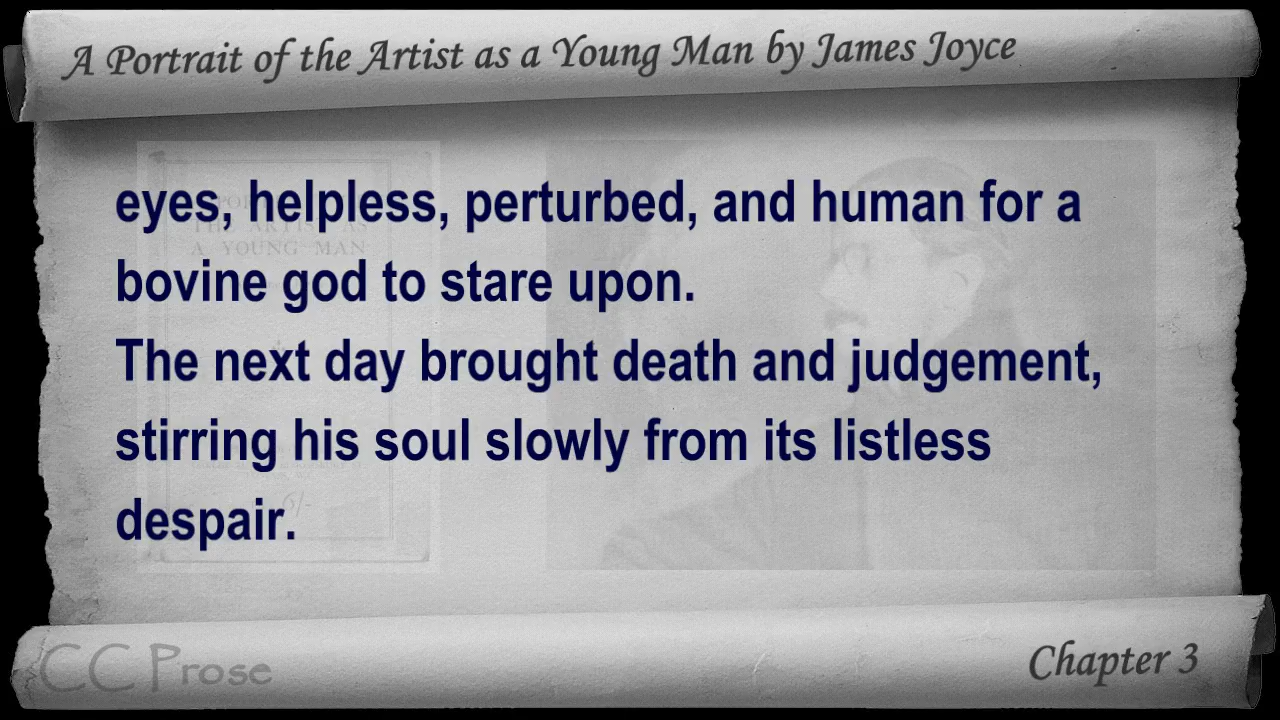 A Portrait of the Artist as a Young Man by James Joyce
eyes, helpless, perturbed, and human for a
bovine god to stare upon.
The next day brought death and judgement,
stirring his soul slowly from its listless
despair.
CC Prose
Chapter 3